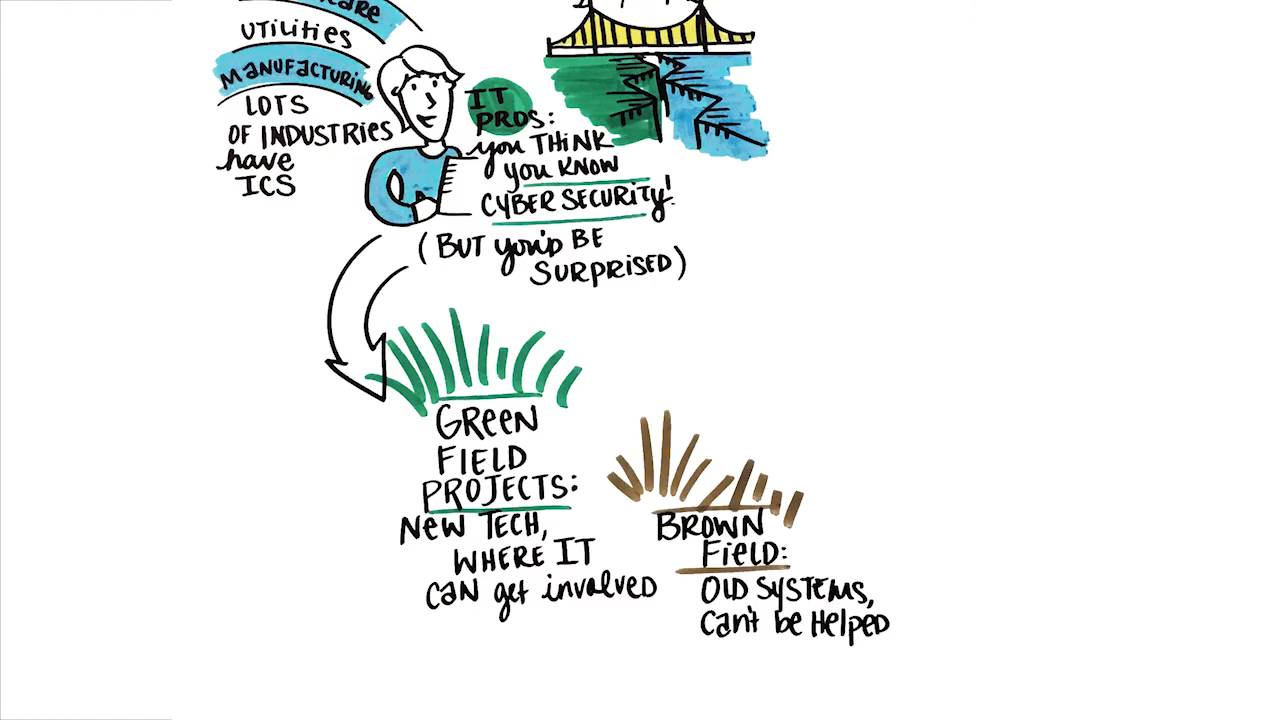 UTILITIES
MANUFACTURING
LOTS
OF INDUSTRIES
have
ICS
IT
PROS:
you THINK
you KNOW
CYBER SECURITY!
(BUT you'D BE
SURPRISED)
GREEN
FIELD
PROJECTS:
NEW TECH,
WHERE IT
CAN get involved
BROWN
FIELD:
OLD SYSTEMS,
Can't be Helped